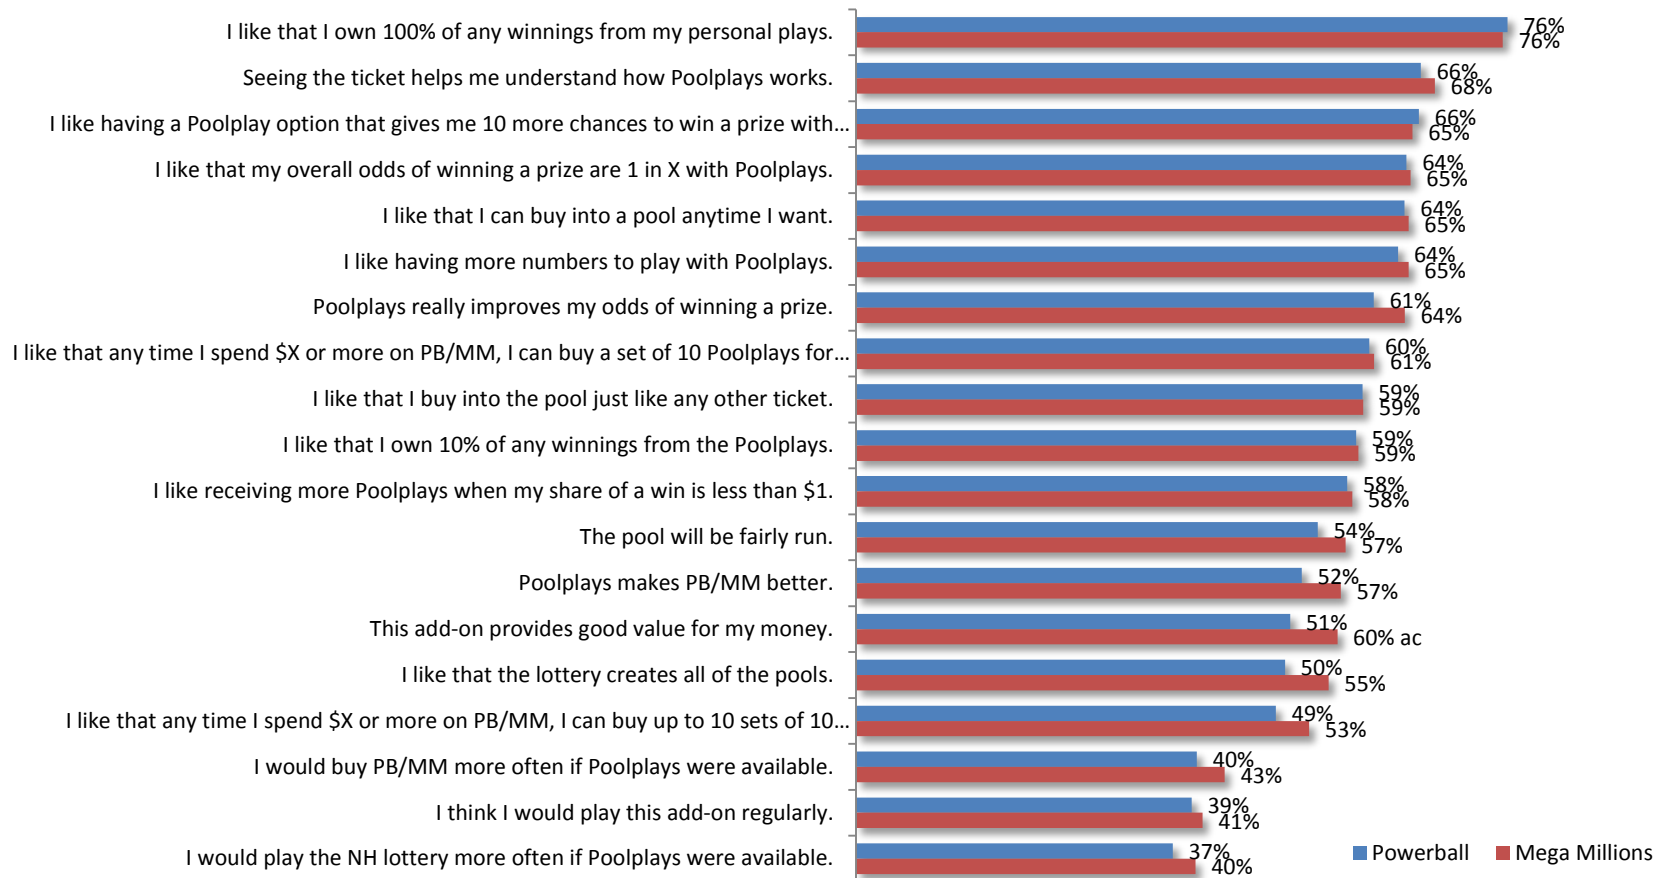 I like that I own 100% of any winnings from my personal plays. 76%
76%
Seeing the ticket helps me understand how Poolplays works. 66%
68%
I like having a Poolplay option that gives me 10 more chances to win a prize with... 66%
65%
I like that my overall odds of winning a prize are 1 in X with Poolplays. 64%
65%
I like that I can buy into a pool anytime I want. 64%
65%
I like having more numbers to play with Poolplays. 64%
65%
Poolplays really improves my odds of winning a prize. 61%
64%
I like that any time I spend $X or more on PB/MM, I can buy a set of 10 Poolplays for... 60%
61%
I like that I buy into the pool just like any other ticket. 59%
59%
I like that I own 10% of any winnings from the Poolplays. 59%
59%
I like receiving more Poolplays when my share of a win is less than $1. 58%
58%
The pool will be fairly run. 54%
57%
Poolplays makes PB/MM better. 52%
57%
This add-on provides good value for my money. 51%
60% ac
I like that the lottery creates all of the pools. 50%
55%
I like that any time I spend $X or more on PB/MM, I can buy up to 10 sets of 10... 49%
53%
I would buy PB/MM more often if Poolplays were available. 40%
43%
I think I would play this add-on regularly. 39%
41%
I would play the NH lottery more often if Poolplays were available. 37%
40%
Powerball Mega Millions